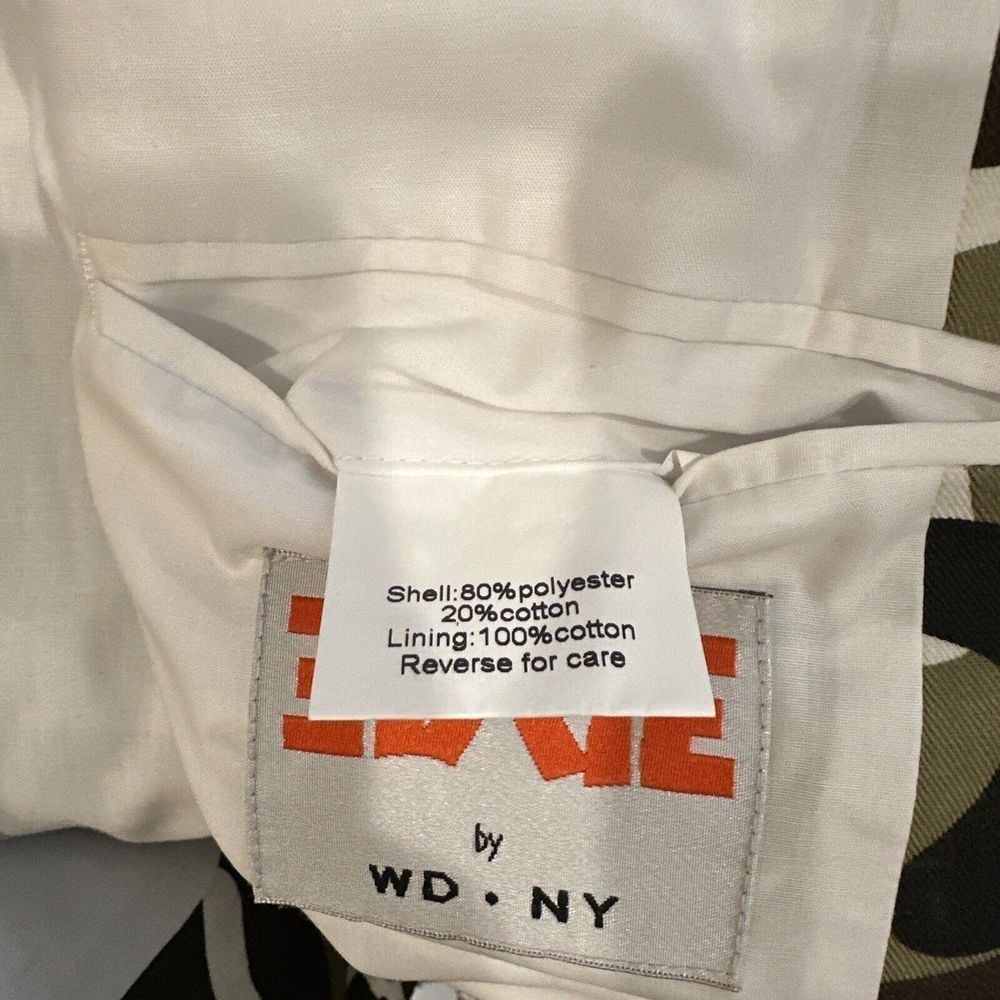 Shell:80%polyester
20%cotton
Lining:100%cotton
Reverse for care
by
WD • NY